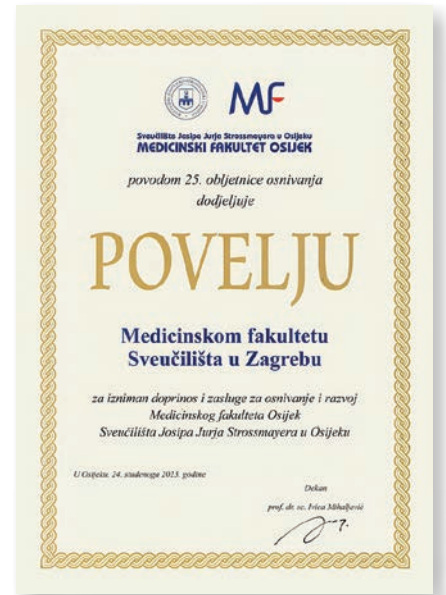 MF
Sveučilište Josipa Jurja Strossmayera u Osijeku
MEDICINSKI FAKULTET OSIJEK
povodom 25. obljetnice osnivanja
dodjeljuje
POVELJU
Medicinskom fakultetu
Sveučilišta u Zagrebu
za izniman doprinos i zasluge za osnivanje i razvoj
Medicinskog fakulteta Osijek
Sveučilišta Josipa Jurja Strossmayera u Osijeku
U Osijeku, 24. studenoga 2023. godine
Dekan
prof. dr. sc. Ivica Mihaljević